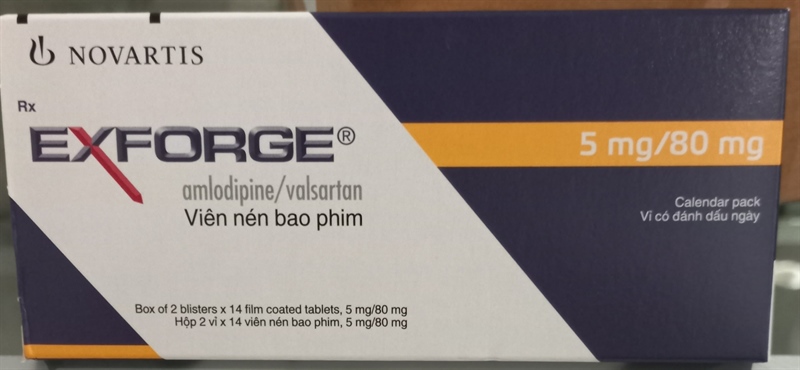 NOVARTIS
Rx
EXFORGE®
amlodipine/valsartan
Viên nén bao phim
5 mg/80 mg
Calendar pack
Vỉ có đánh dấu ngày
Box of 2 blisters x 14 film coated tablets, 5 mg/80 mg
Hộp 2 vỉ x 14 viên nén bao phim, 5 mg/80 mg